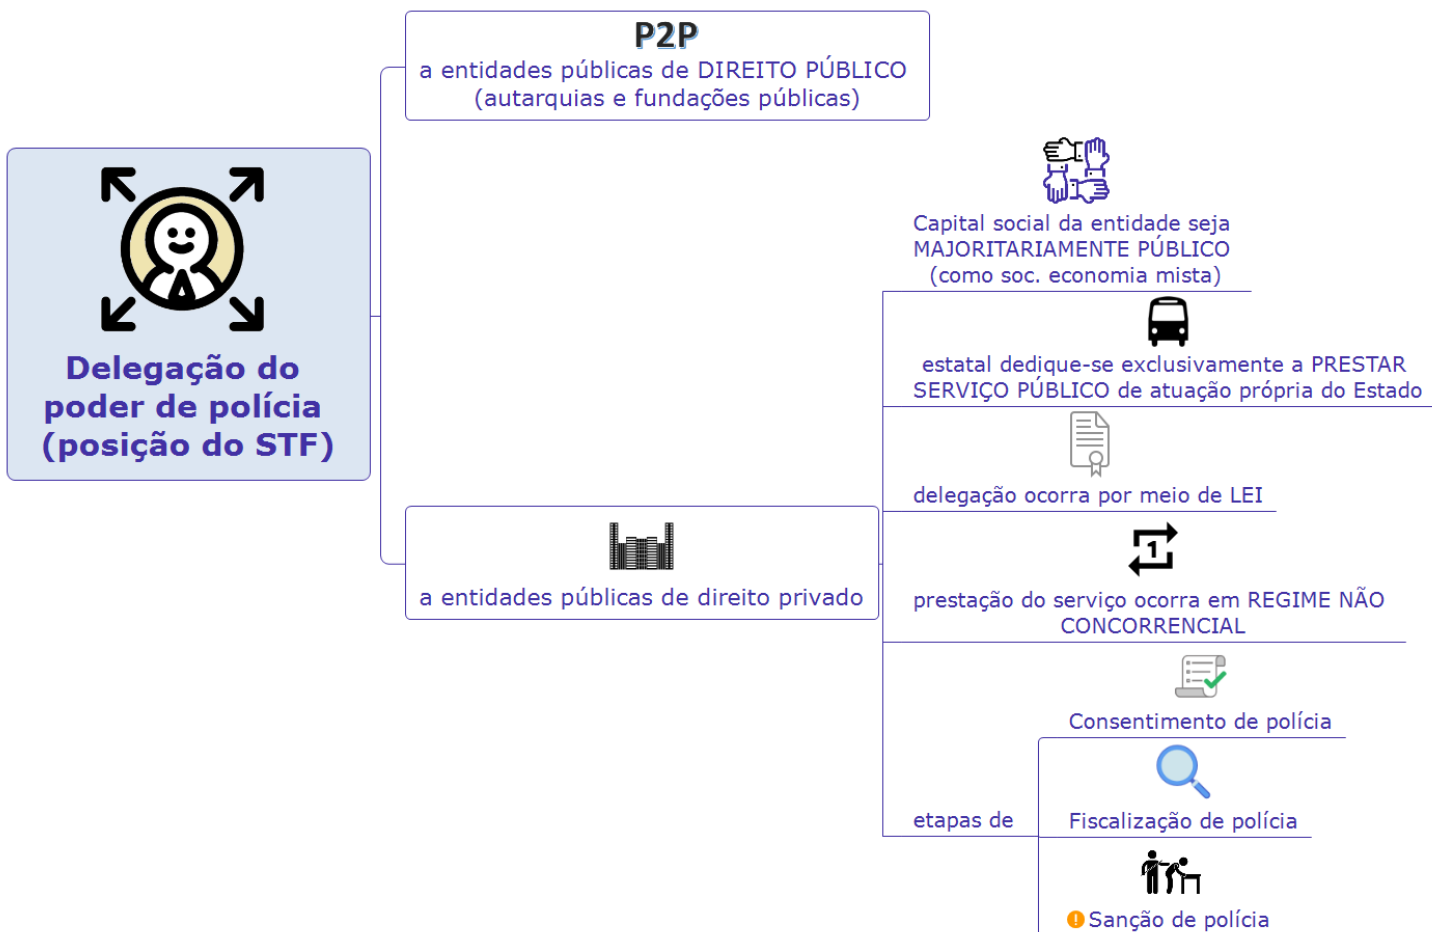 P2P
a entidades públicas de DIREITO PÚBLICO
(autarquias e fundações públicas)
Delegação do
poder de polícia
(posição do STF)
Capital social da entidade seja
MAJORITARIAMENTE PÚBLICO
(como soc. economia mista)
estatal dedique-se exclusivamente a PRESTAR
SERVIÇO PÚBLICO de atuação própria do Estado
delegação ocorra por meio de LEI
a entidades públicas de direito privado
1
prestação do serviço ocorra em REGIME NÃO
CONCORRENCIAL
etapas de
Consentimento de polícia
Fiscalização de polícia
! Sanção de polícia